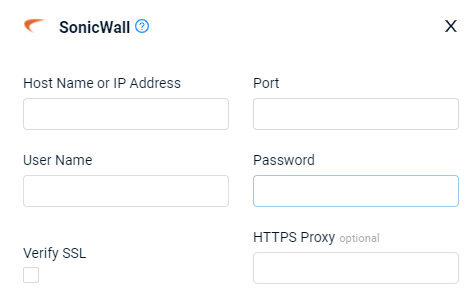 SonicWall ? X
Host Name or IP Address Port
User Name Password
HTTPS Proxy optional
Verify SSL